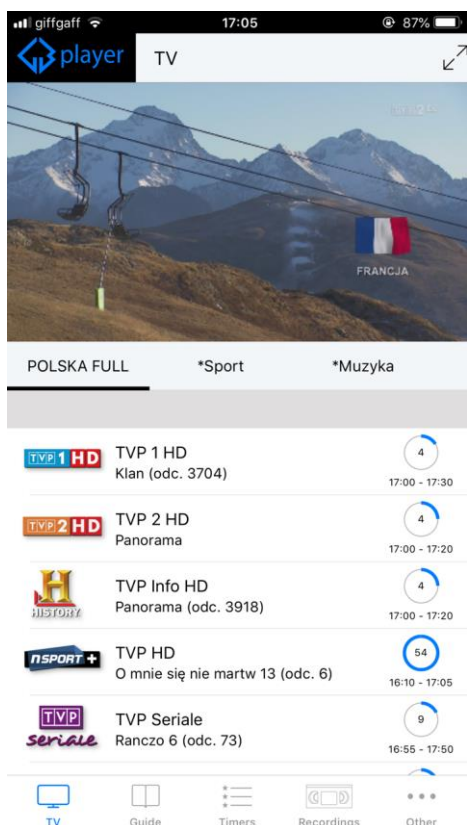 giffgaff 17:05 87%
player TV
FRANCJA
POLSKA FULL *Sport *Muzyka
TVP 1 HD TVP 1 HD 4
Klan (odc. 3704) 17:00 - 17:30
TVP 2 HD TVP 2 HD 4
Panorama 17:00 - 17:20
H HISTORY TVP Info HD 4
Panorama (odc. 3918) 17:00 - 17:20
nSPORT+ TVP HD 54
O mnie się nie martw 13 (odc. 6) 16:10 - 17:05
TVP seriale TVP Seriale 9
Ranczo 6 (odc. 73) 16:55 - 17:50
TV Guide Timers Recordings Other